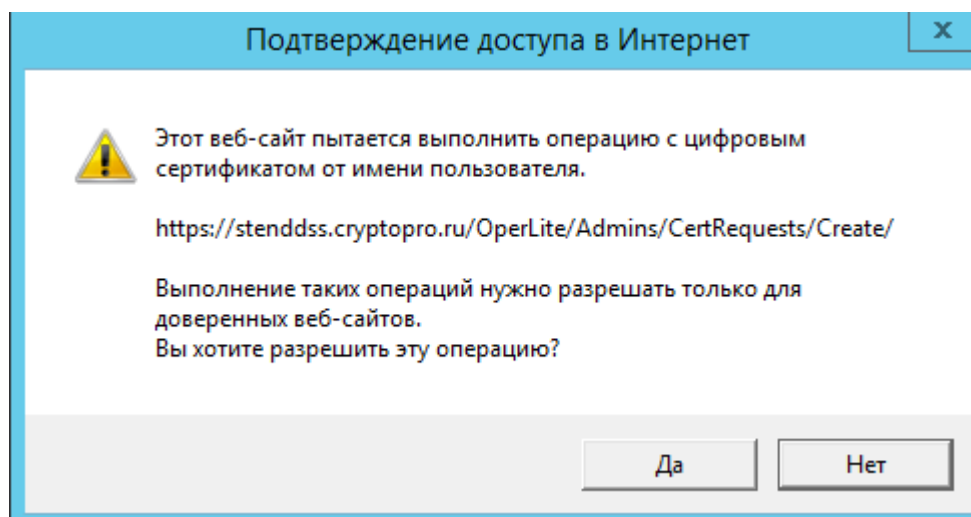 Подтверждение доступа в Интернет
x
Этот веб-сайт пытается выполнить операцию с цифровым
сертификатом от имени пользователя.
https://stenddss.cryptopro.ru/OperLite/Admins/CertRequests/Create/
Выполнение таких операций нужно разрешать только для
доверенных веб-сайтов.
Вы хотите разрешить эту операцию?
Да Нет